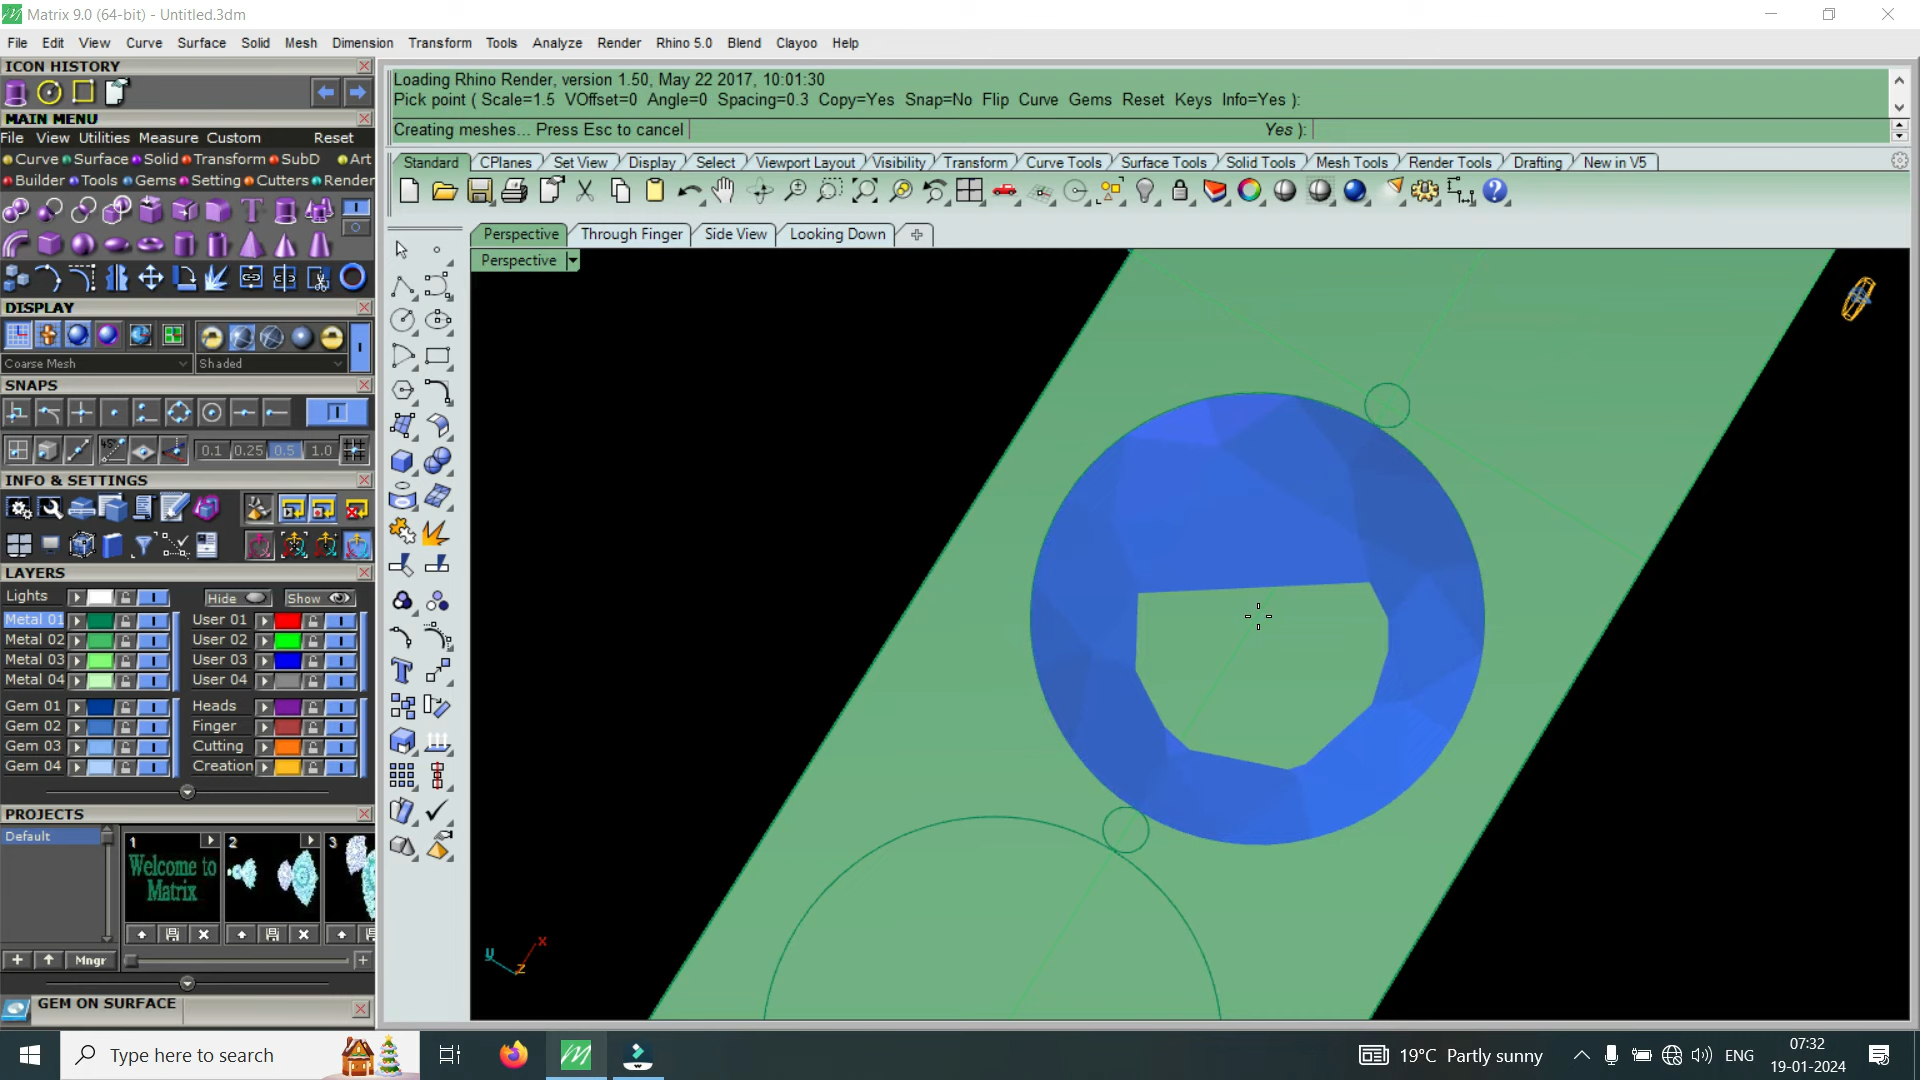 Matrix 9.0 (64-bit) - Untitled.3dm
File Edit View Curve Surface Solid Mesh Dimension Transform Tools Analyze Render Rhino 5.0 Blend Clayoo Help
ICON HISTORY
MAIN MENU
File View Utilities Measure Custom Reset
Curve Surface Solid Transform SubD Art
Builder Tools Gems Setting Cutters Render
DISPLAY
Coarse Mesh Shaded
SNAPS
0.1 0.25 0.5 1.0
INFO & SETTINGS
LAYERS
Lights Hide Show
Metal 01 User 01
Metal 02 User 02
Metal 03 User 03
Metal 04 User 04
Gem 01 Heads
Gem 02 Finger
Gem 03 Cutting
Gem 04 Creation
PROJECTS
Default
1 2 3
Welcome to
Matrix
Mngr
GEM ON SURFACE
Loading Rhino Render, version 1.50, May 22 2017, 10:01:30
Pick point ( Scale=1.5 VOffset=0 Angle=0 Spacing=0.3 Copy=Yes Snap=No Flip Curve Gems Reset Keys Info=Yes ):
Creating meshes... Press Esc to cancel Yes ):
Standard CPlanes Set View Display Select Viewport Layout Visibility Transform Curve Tools Surface Tools Solid Tools Mesh Tools Render Tools Drafting New in V5
Perspective Through Finger Side View Looking Down
Perspective
y x z
Type here to search
19°C Partly sunny
ENG
07:32
19-01-2024